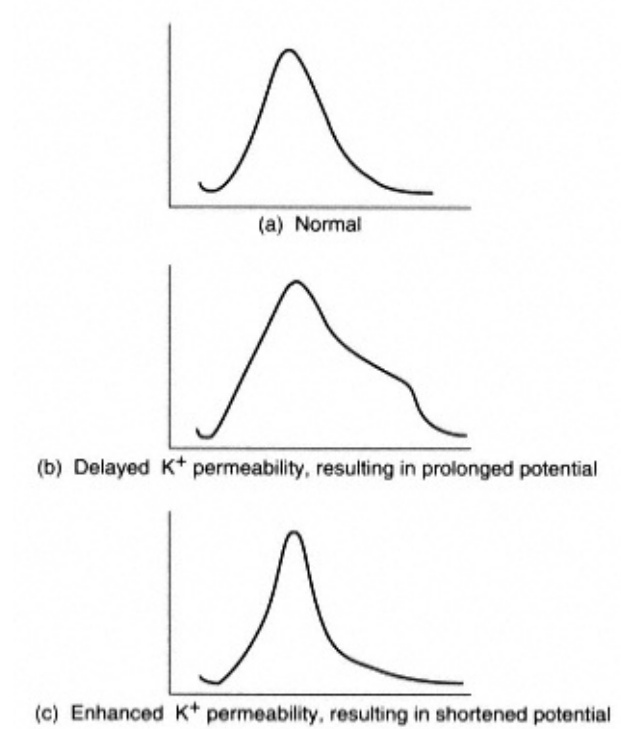 (a) Normal
(b) Delayed K⁺ permeability, resulting in prolonged potential
(c) Enhanced K⁺ permeability, resulting in shortened potential